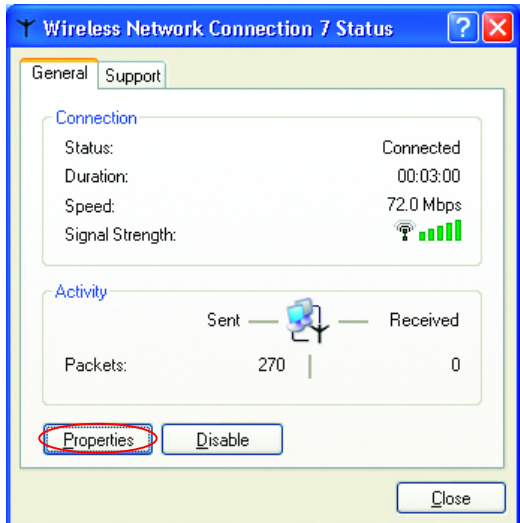 Wireless Network Connection 7 Status
General Support
Connection
Status: Connected
Duration: 00:03:00
Speed: 72.0 Mbps
Signal Strength:
Activity
Sent Received
Packets: 270 0
Properties Disable
Close